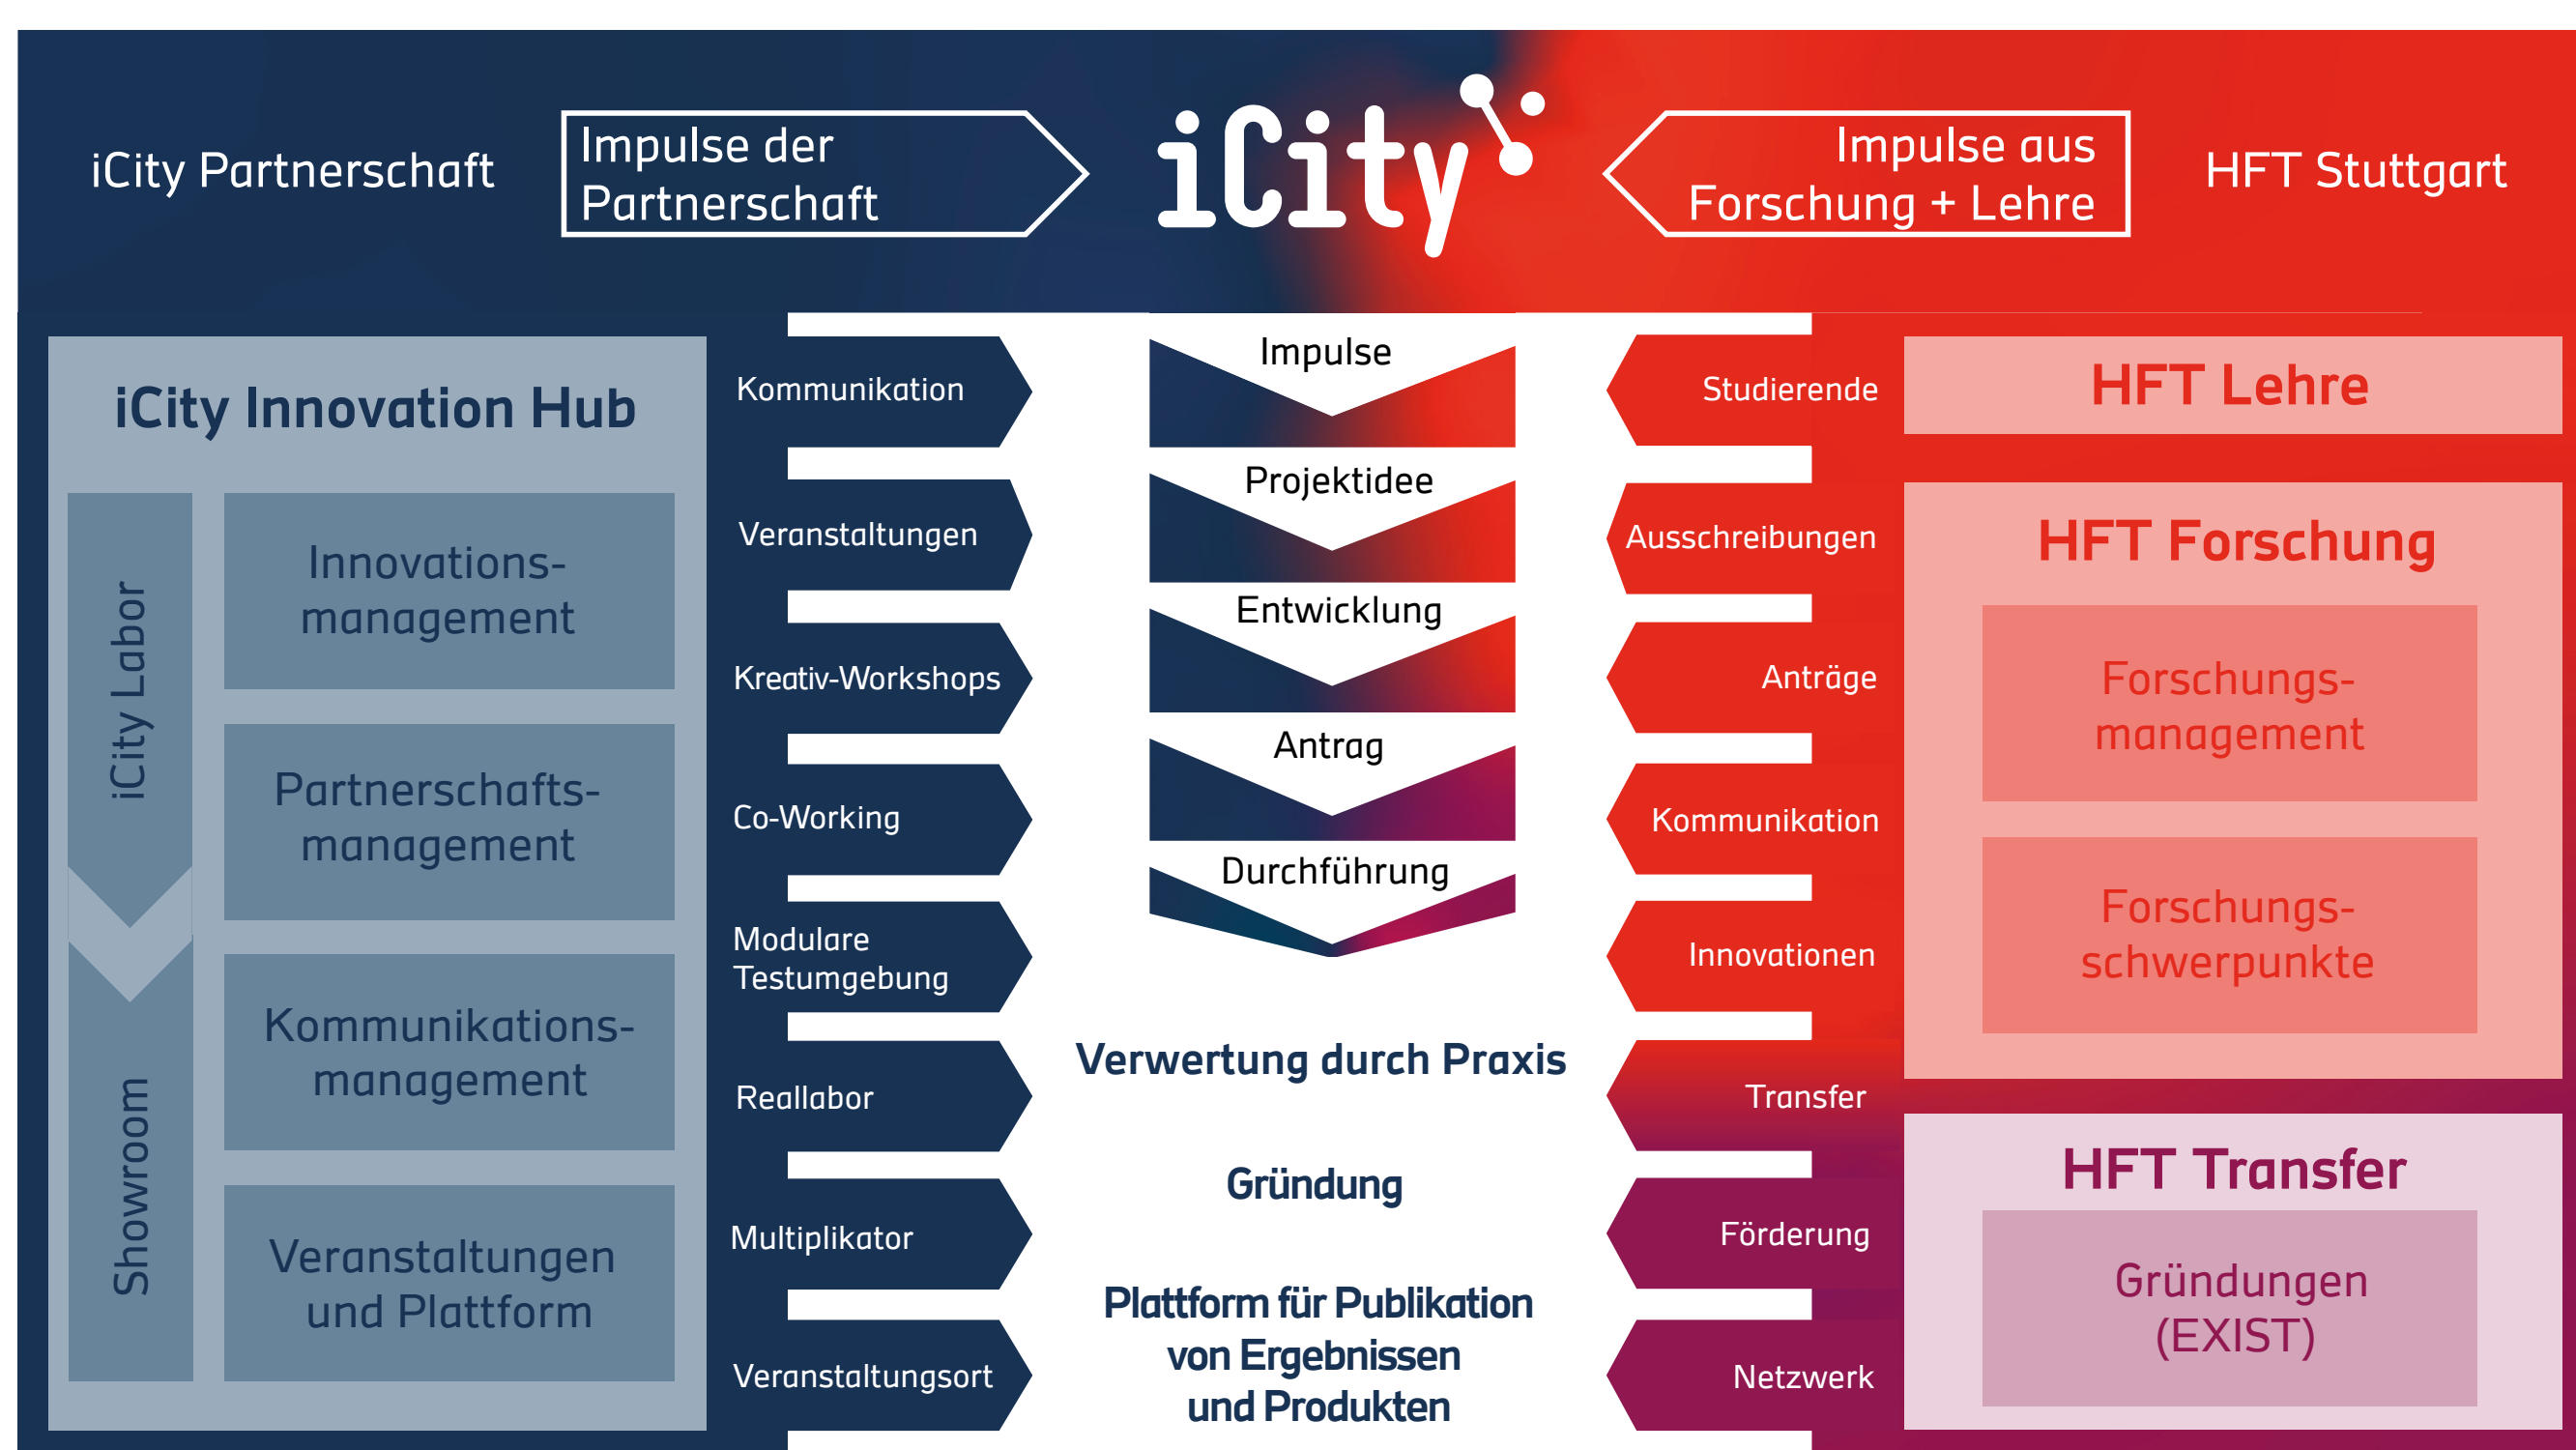 iCity Partnerschaft
Impulse der
Partnerschaft
iCity
Impulse aus
Forschung + Lehre
HFT Stuttgart
iCity Innovation Hub
iCity Labor
Showroom
Innovations-
management
Partnerschafts-
management
Kommunikations-
management
Veranstaltungen
und Plattform
Kommunikation
Veranstaltungen
Kreativ-Workshops
Co-Working
Modulare
Testumgebung
Reallabor
Multiplikator
Veranstaltungsort
Impulse
Projektidee
Entwicklung
Antrag
Durchführung
Verwertung durch Praxis
Gründung
Plattform für Publikation
von Ergebnissen
und Produkten
Studierende
Ausschreibungen
Anträge
Kommunikation
Innovationen
Transfer
Förderung
Netzwerk
HFT Lehre
HFT Forschung
Forschungs-
management
Forschungs-
schwerpunkte
HFT Transfer
Gründungen
(EXIST)